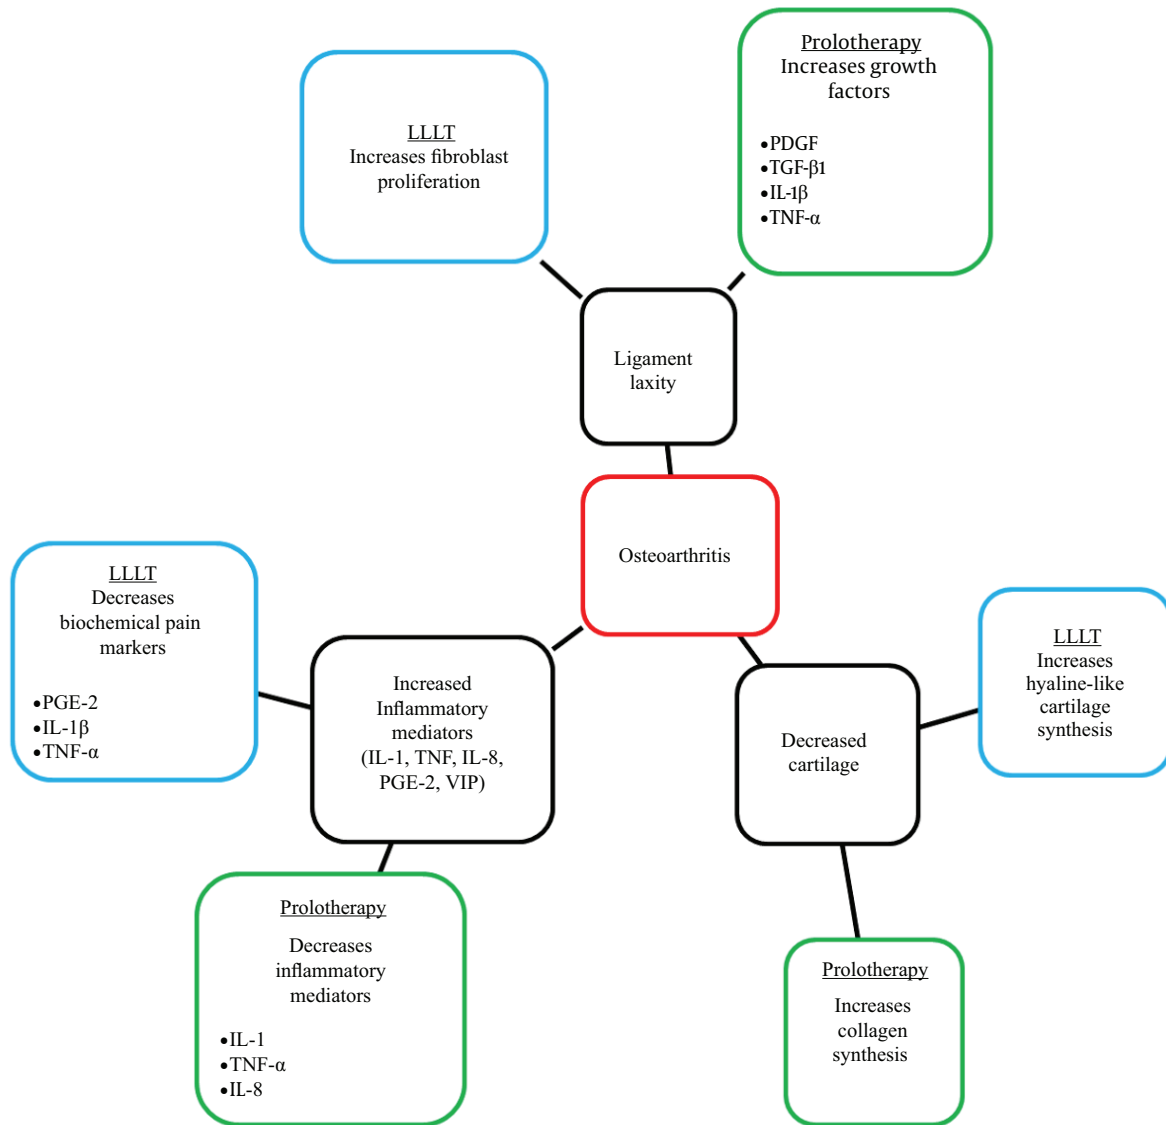 Prolotherapy
Increases growth
factors
•PDGF
•TGF-β1
•IL-1β
•TNF-α
LLLT
Increases fibroblast
proliferation
Ligament
laxity
Osteoarthritis
LLLT
Decreases
biochemical pain
markers
•PGE-2
•IL-1β
•TNF-α
Increased
Inflammatory
mediators
(IL-1, TNF, IL-8,
PGE-2, VIP)
Decreased
cartilage
LLLT
Increases
hyaline-like
cartilage
synthesis
Prolotherapy
Decreases
inflammatory
mediators
•IL-1
•TNF-α
•IL-8
Prolotherapy
Increases
collagen
synthesis